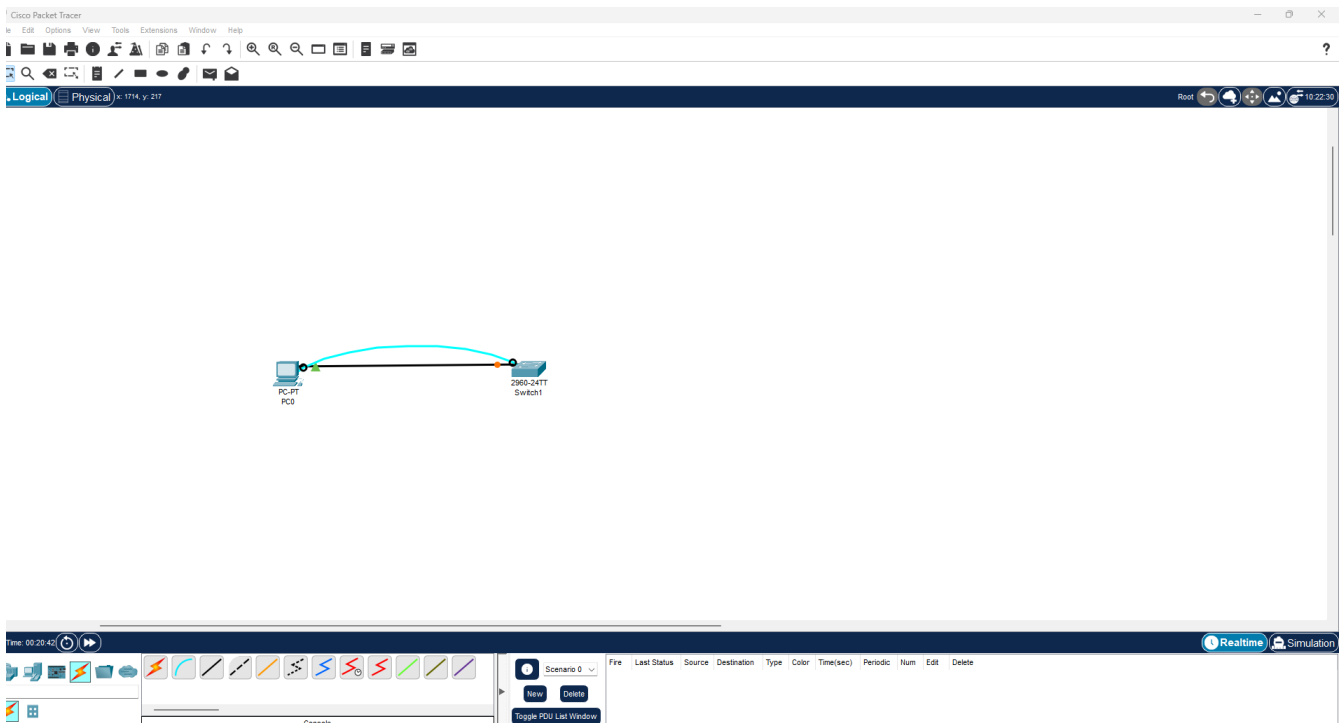 Cisco Packet Tracer
Edit Options View Tools Extensions Window Help
?
Logical Physical x: 1714, y: 217 Root 10:22:30
PC-PT
PC0
2960-24TT
Switch1
Time: 00:20:42 Realtime Simulation
Scenario 0 Fire Last Status Source Destination Type Color Time(sec) Periodic Num Edit Delete
New Delete
Toggle PDU List Window